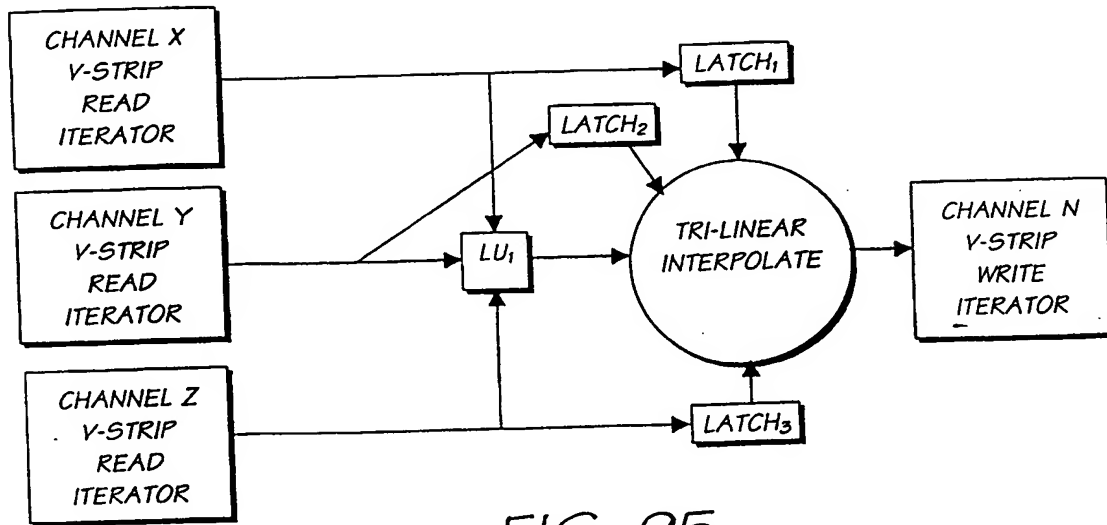 CHANNEL X
V-STRIP
READ
ITERATOR
LATCH₁
LATCH₂
CHANNEL Y
V-STRIP
READ
ITERATOR
LU₁
TRI-LINEAR
INTERPOLATE
CHANNEL N
V-STRIP
WRITE
ITERATOR
CHANNEL Z
V-STRIP
READ
ITERATOR
LATCH₃